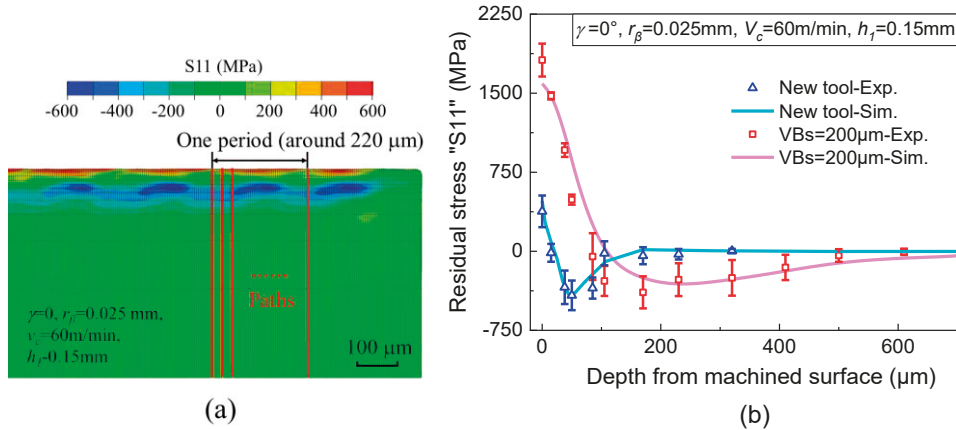 S11 (MPa)
-600 -400 -200 0 200 400 600
One period (around 220 μm)
Paths
γ=0, rβ=0.025 mm,
vc=60m/min,
h1-0.15mm
100 μm
(a)
Residual stress "S11" (MPa)
2250
1500
750
0
-750
γ=0°, rβ=0.025mm, Vc=60m/min, h1=0.15mm
New tool-Exp.
New tool-Sim.
VBs=200μm-Exp.
VBs=200μm-Sim.
0 200 400 600
Depth from machined surface (μm)
(b)